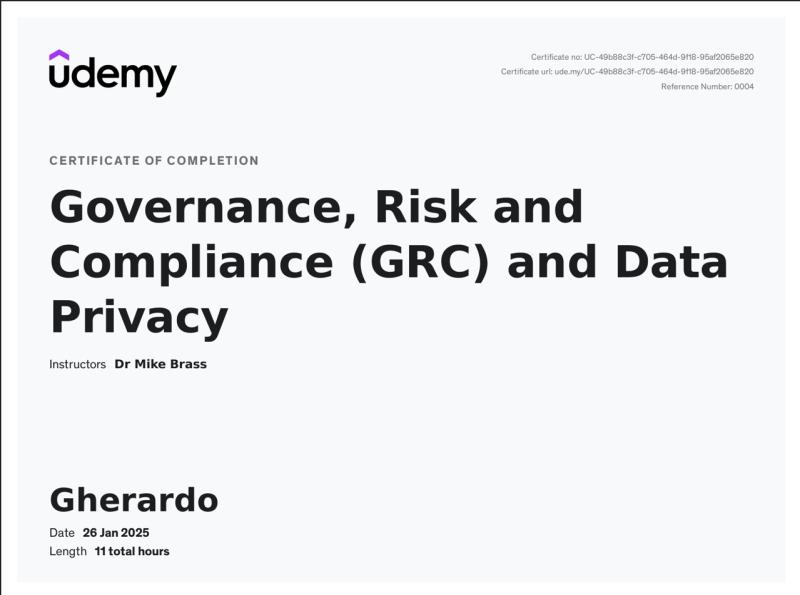 udemy
Certificate no: UC-49b88c3f-c705-464d-9f18-95af2065e820
Certificate url: ude.my/UC-49b88c3f-c705-464d-9f18-95af2065e820
Reference Number: 0004
CERTIFICATE OF COMPLETION
Governance, Risk and
Compliance (GRC) and Data
Privacy
Instructors Dr Mike Brass
Gherardo
Date 26 Jan 2025
Length 11 total hours